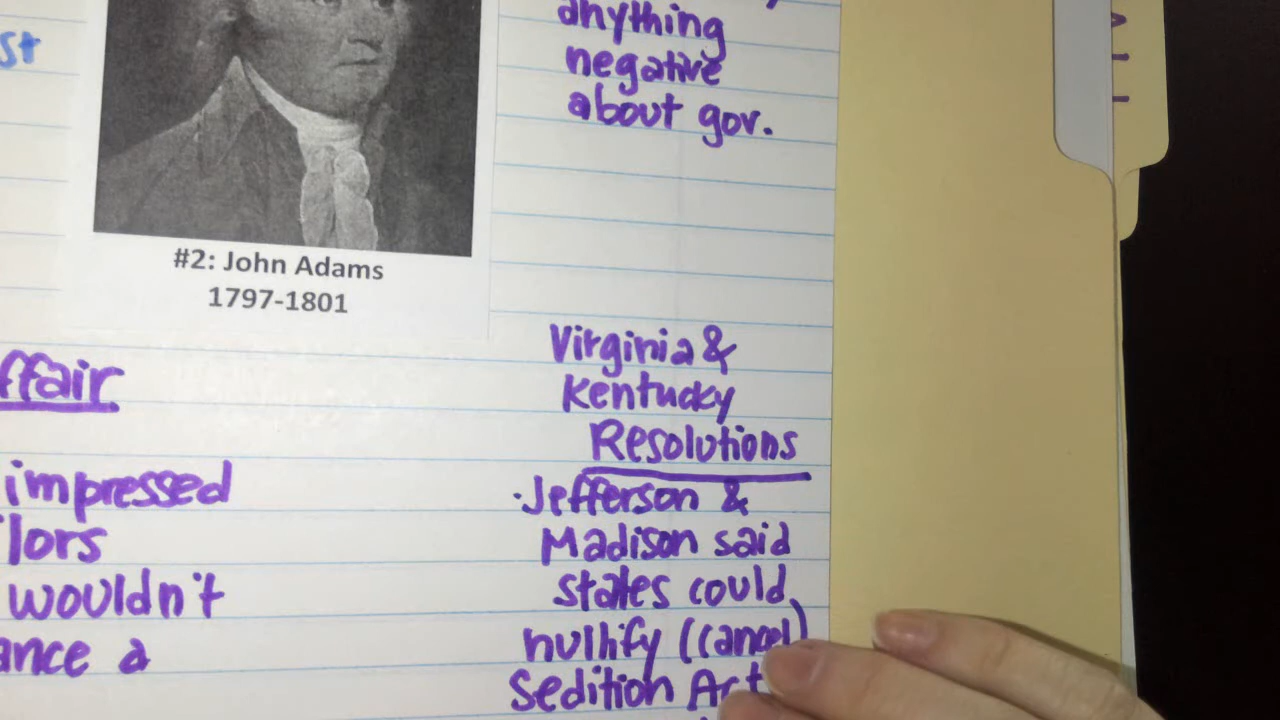 st
anything
negative
about gov.
#2: John Adams
1797-1801
ffair
impressed
lors
wouldn't
ance a
Virginia &
Kentucky
Resolutions
·Jefferson &
Madison said
states could
nullify (cancel)
Sedition Act